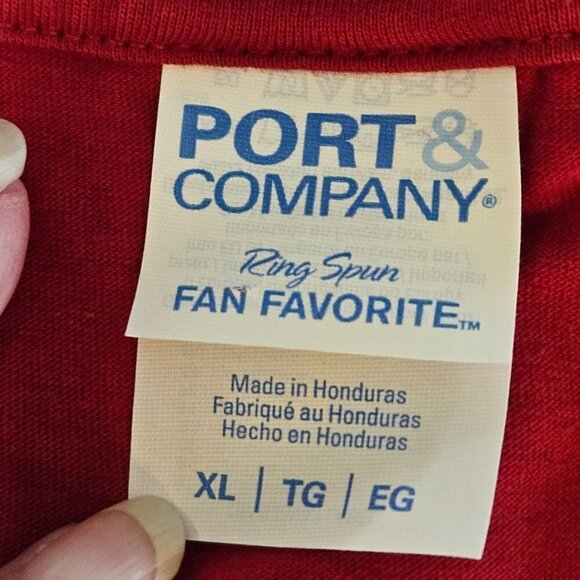 PORT &
COMPANY®
Ring Spun
FAN FAVORITE™
Made in Honduras
Fabriqué au Honduras
Hecho en Honduras
XL | TG | EG